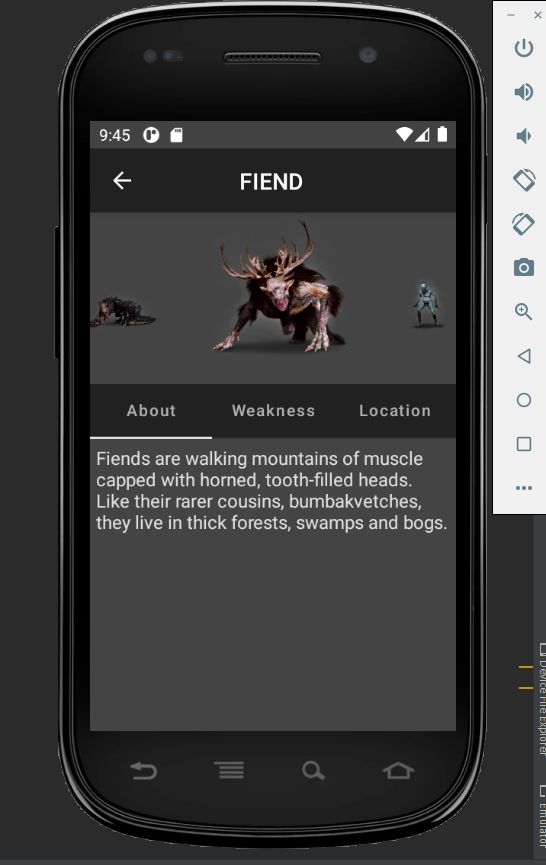 9:45
FIEND
About Weakness Location
Fiends are walking mountains of muscle
capped with horned, tooth-filled heads.
Like their rarer cousins, bumbakvetches,
they live in thick forests, swamps and bogs.
Device File Explorer
Emulator